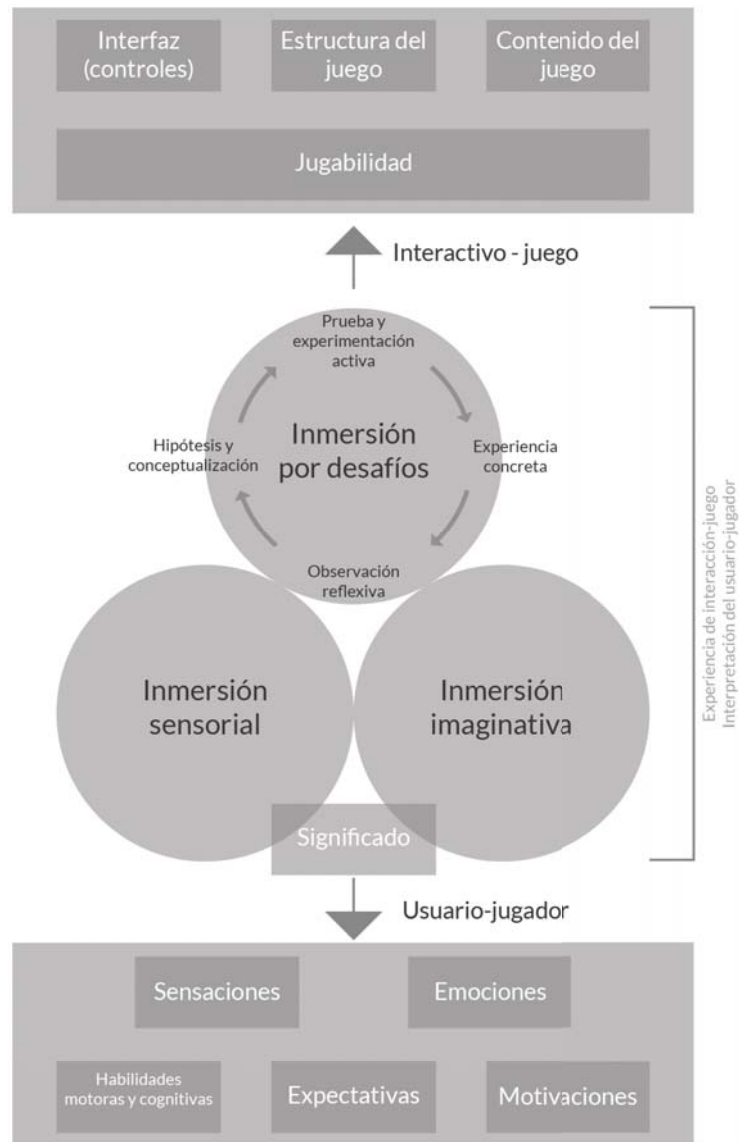 Interfaz
(controles)
Estructura del
juego
Contenido del
juego
Jugabilidad
Interactivo - juego
Prueba y
experimentación
activa
Hipótesis y
conceptualización
Inmersión
por desafíos
Experiencia
concreta
Observación
reflexiva
Inmersión
sensorial
Inmersión
imaginativa
Experiencia de interacción-juego
Interpretación del usuario-jugador
Significado
Usuario-jugador
Sensaciones
Emociones
Habilidades
motoras y cognitivas
Expectativas
Motivaciones